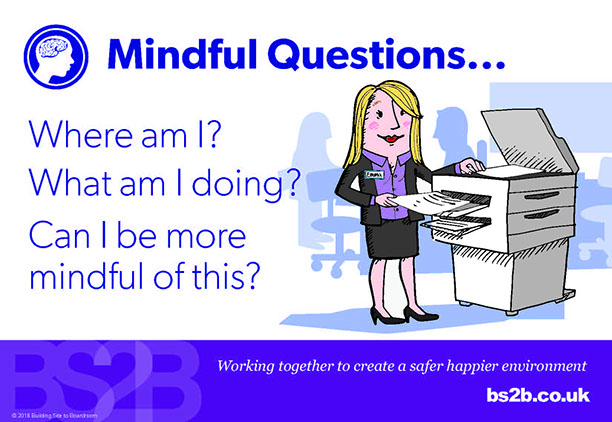 Mindful Questions...
Where am I?
What am I doing?
Can I be more
mindful of this?
Emma
Working together to create a safer happier environment
BS2B
bs2b.co.uk
© 2018 Building Site to Boardroom